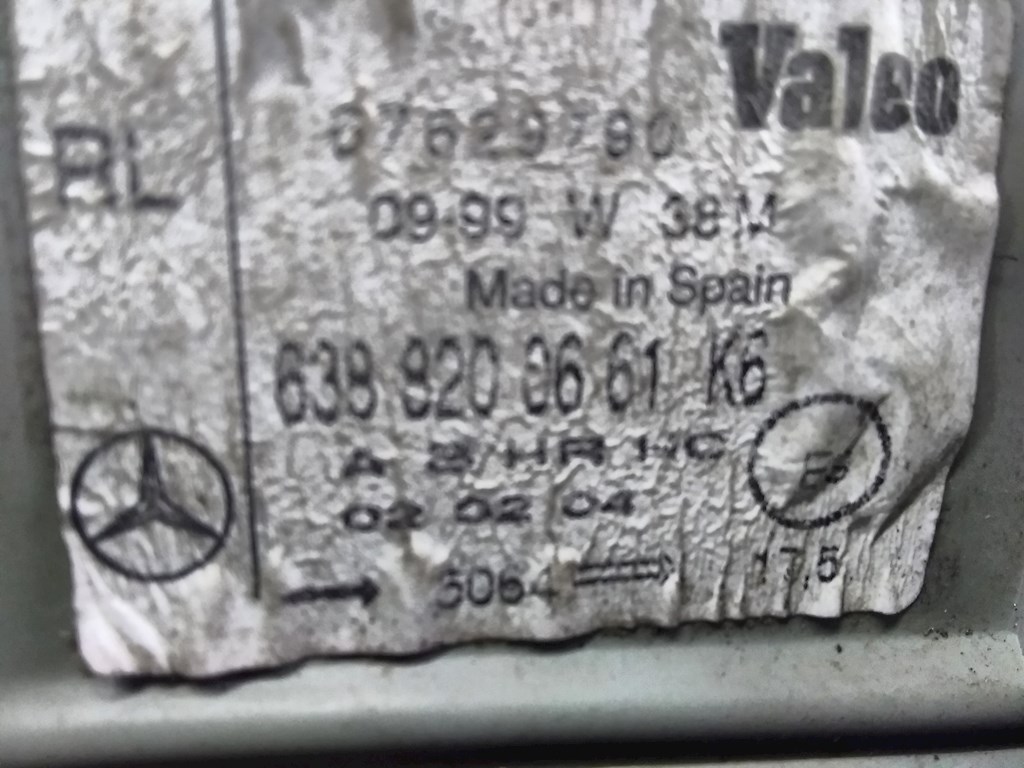 Valeo
RL
07629790
09-99 W 38 M
Made in Spain
638 820 06 61 K6
A 2 HR HC
02 02 04
5064
17,5